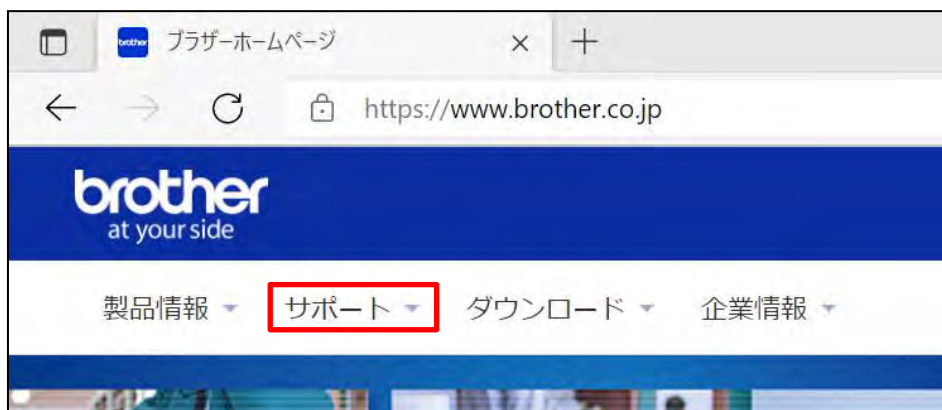 brother ブラザーホームページ
https://www.brother.co.jp
brother
at your side
製品情報 サポート ダウンロード 企業情報